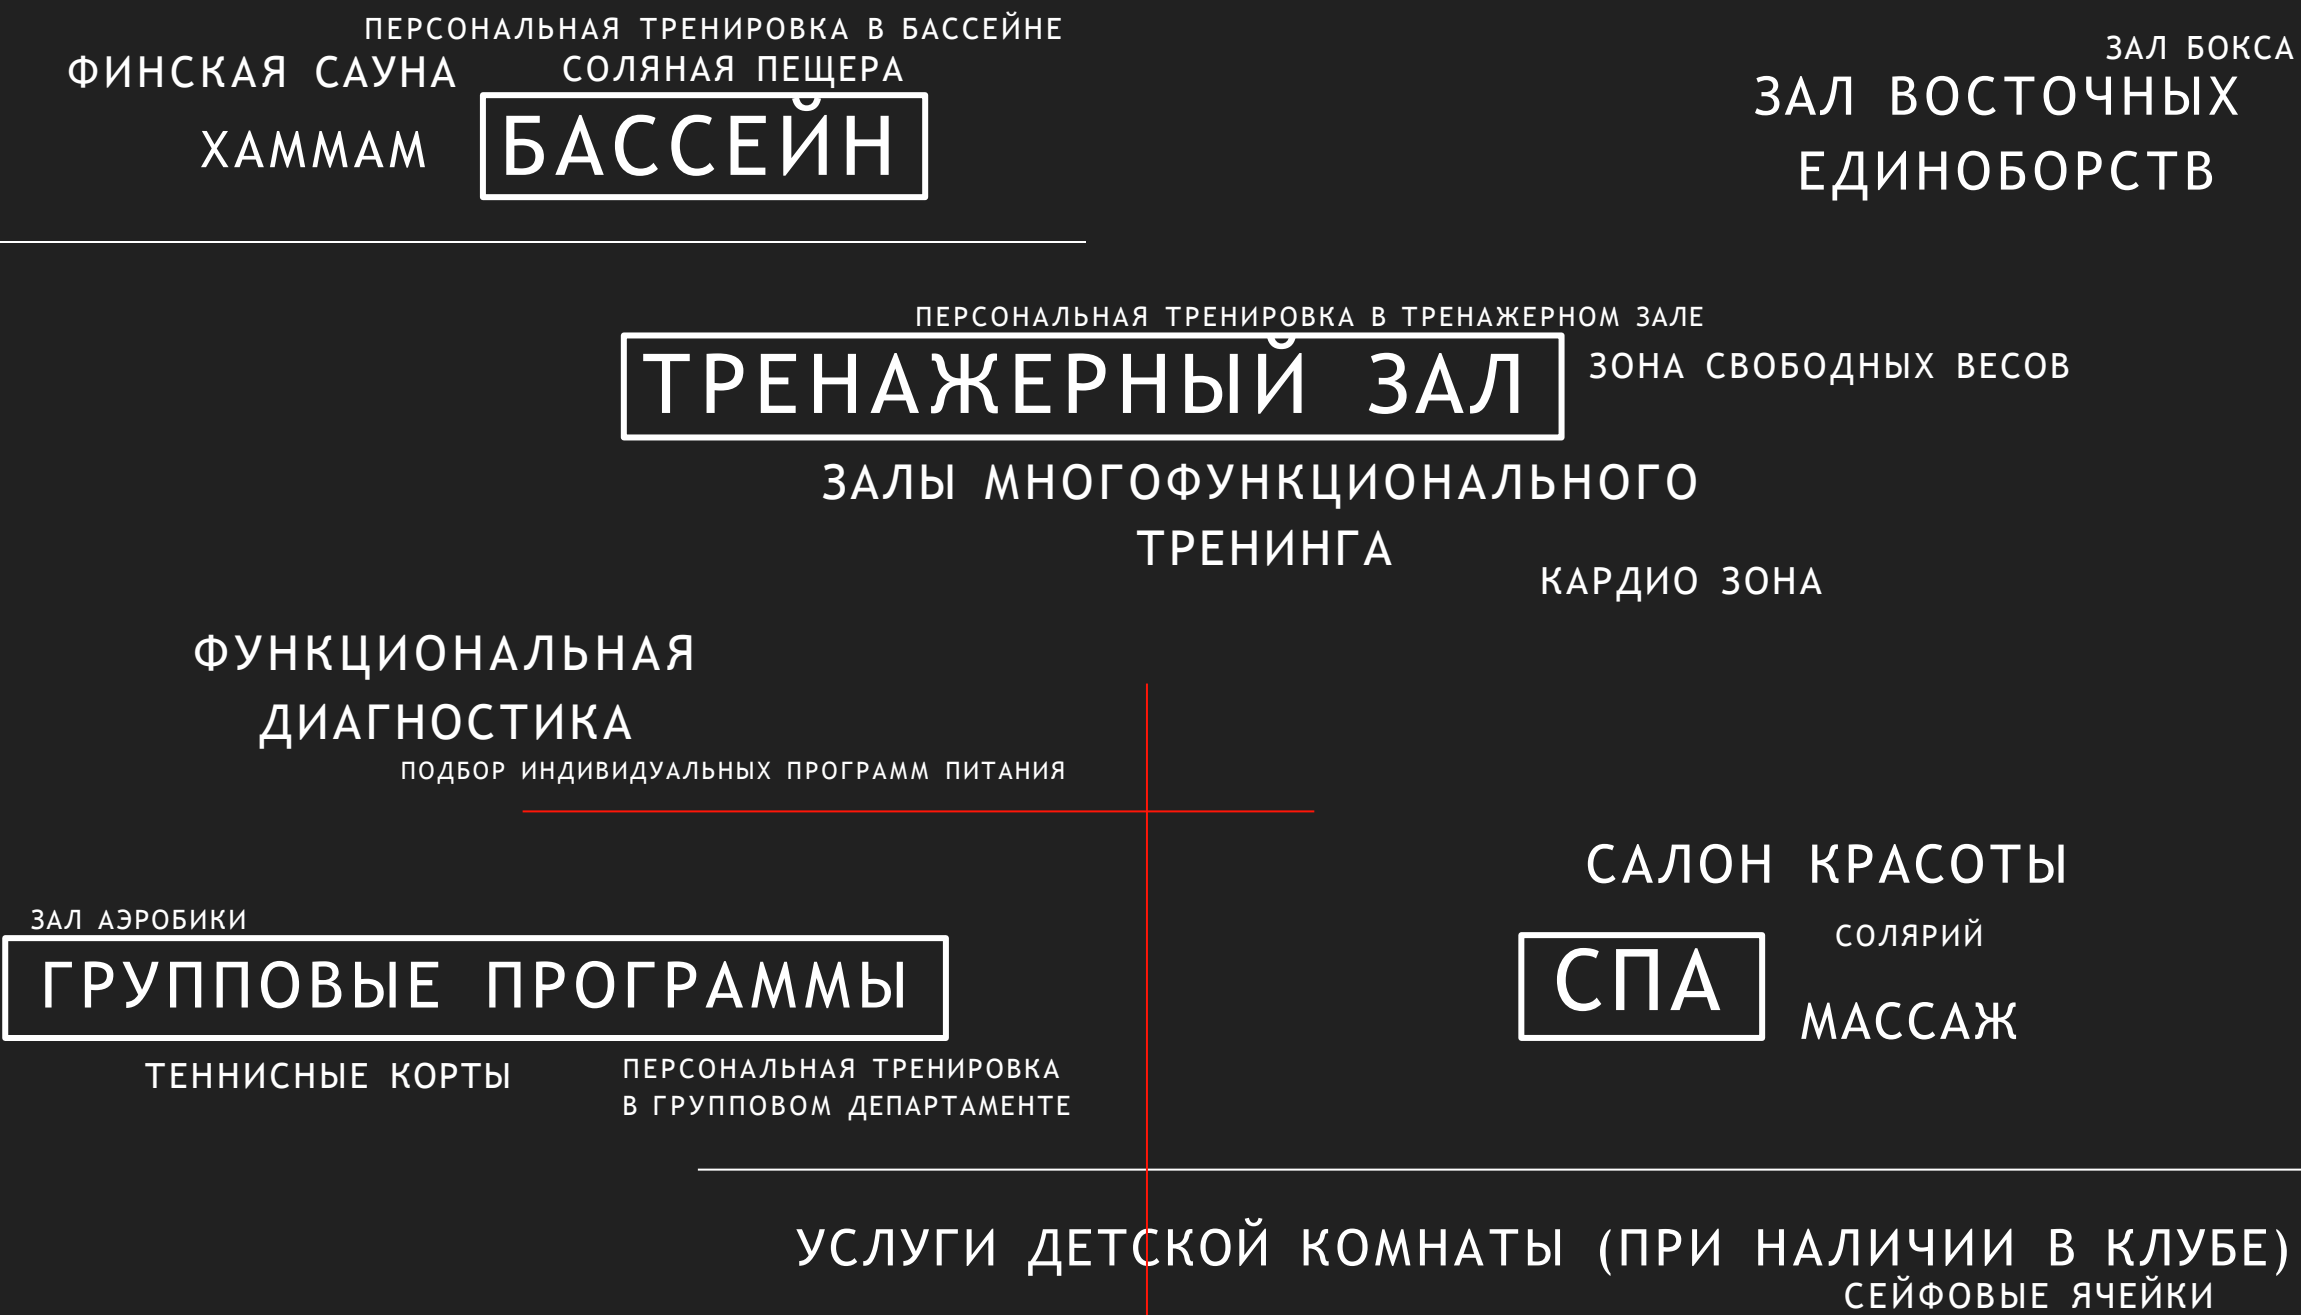 ПЕРСОНАЛЬНАЯ ТРЕНИРОВКА В БАССЕЙНЕ
ФИНСКАЯ САУНА
СОЛЯНАЯ ПЕЩЕРА
ХАММАМ
БАССЕЙН
ЗАЛ БОКСА
ЗАЛ ВОСТОЧНЫХ
ЕДИНОБОРСТВ
ПЕРСОНАЛЬНАЯ ТРЕНИРОВКА В ТРЕНАЖЕРНОМ ЗАЛЕ
ТРЕНАЖЕРНЫЙ ЗАЛ
ЗОНА СВОБОДНЫХ ВЕСОВ
ЗАЛЫ МНОГОФУНКЦИОНАЛЬНОГО
ТРЕНИНГА
КАРДИО ЗОНА
ФУНКЦИОНАЛЬНАЯ
ДИАГНОСТИКА
ПОДБОР ИНДИВИДУАЛЬНЫХ ПРОГРАММ ПИТАНИЯ
ЗАЛ АЭРОБИКИ
ГРУППОВЫЕ ПРОГРАММЫ
ТЕННИСНЫЕ КОРТЫ
ПЕРСОНАЛЬНАЯ ТРЕНИРОВКА
В ГРУППОВОМ ДЕПАРТАМЕНТЕ
САЛОН КРАСОТЫ
СОЛЯРИЙ
СПА
МАССАЖ
УСЛУГИ ДЕТСКОЙ КОМНАТЫ (ПРИ НАЛИЧИИ В КЛУБЕ)
СЕЙФОВЫЕ ЯЧЕЙКИ